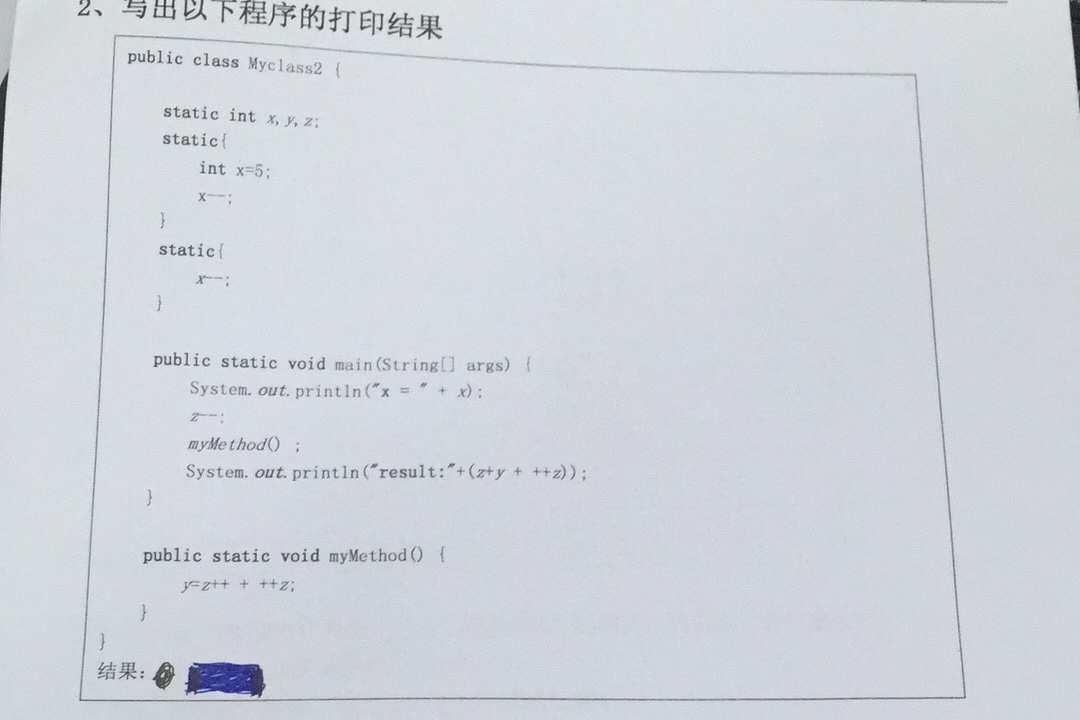 2、写出以下程序的打印结果
public class Myclass2 {
static int x, y, z;
static{
int x=5;
x--;
}
static{
x--;
}
public static void main(String[] args) {
System.out.println("x = " + x);
z--;
myMethod() ;
System.out.println("result:"+(z+y + ++z));
}
public static void myMethod() {
y=z++ + ++z;
}
}
结果: